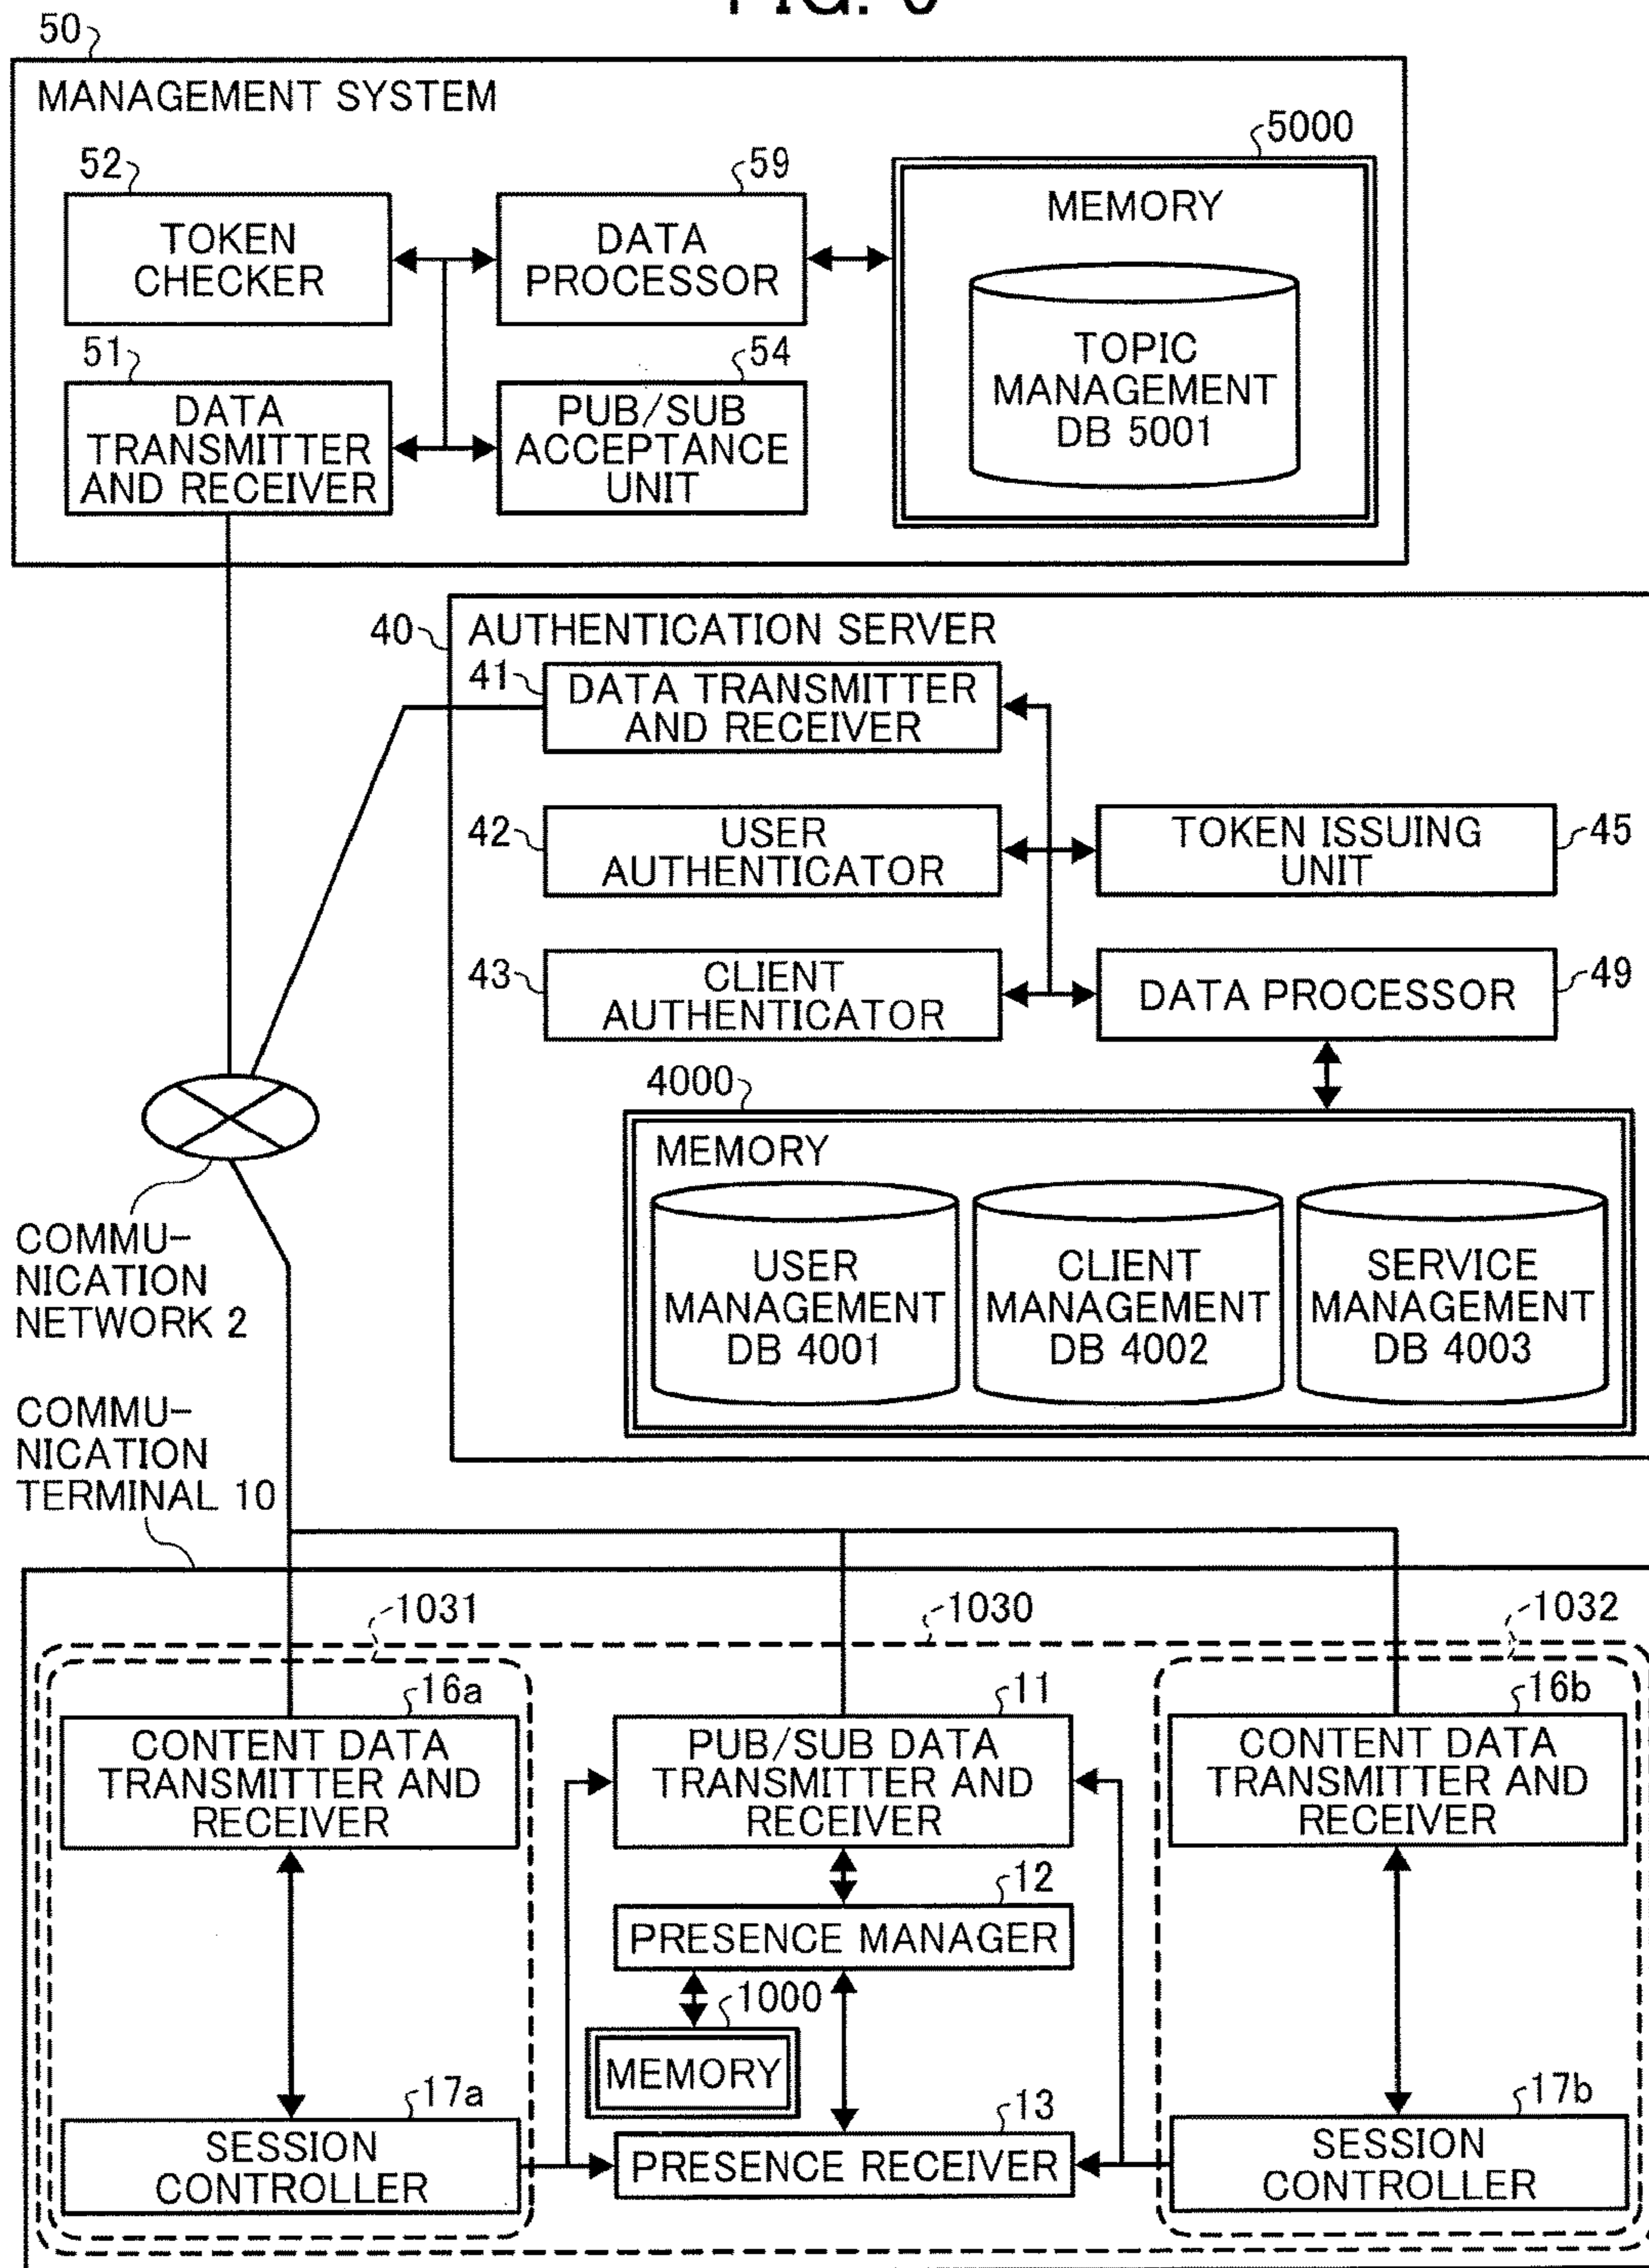 50
MANAGEMENT SYSTEM
5000
52
59
TOKEN
CHECKER
DATA
PROCESSOR
MEMORY
TOPIC
MANAGEMENT
DB 5001
51
54
DATA
TRANSMITTER
AND RECEIVER
PUB/SUB
ACCEPTANCE
UNIT
40
AUTHENTICATION SERVER
41
DATA TRANSMITTER
AND RECEIVER
42
USER
AUTHENTICATOR
TOKEN ISSUING
UNIT
45
43
CLIENT
AUTHENTICATOR
DATA PROCESSOR
49
4000
MEMORY
USER
MANAGEMENT
DB 4001
CLIENT
MANAGEMENT
DB 4002
SERVICE
MANAGEMENT
DB 4003
COMMU-
NICATION
NETWORK 2
COMMU-
NICATION
TERMINAL 10
1031
1030
1032
16a
11
16b
CONTENT DATA
TRANSMITTER AND
RECEIVER
PUB/SUB DATA
TRANSMITTER AND
RECEIVER
CONTENT DATA
TRANSMITTER AND
RECEIVER
12
PRESENCE MANAGER
1000
MEMORY
17a
13
17b
SESSION
CONTROLLER
PRESENCE RECEIVER
SESSION
CONTROLLER